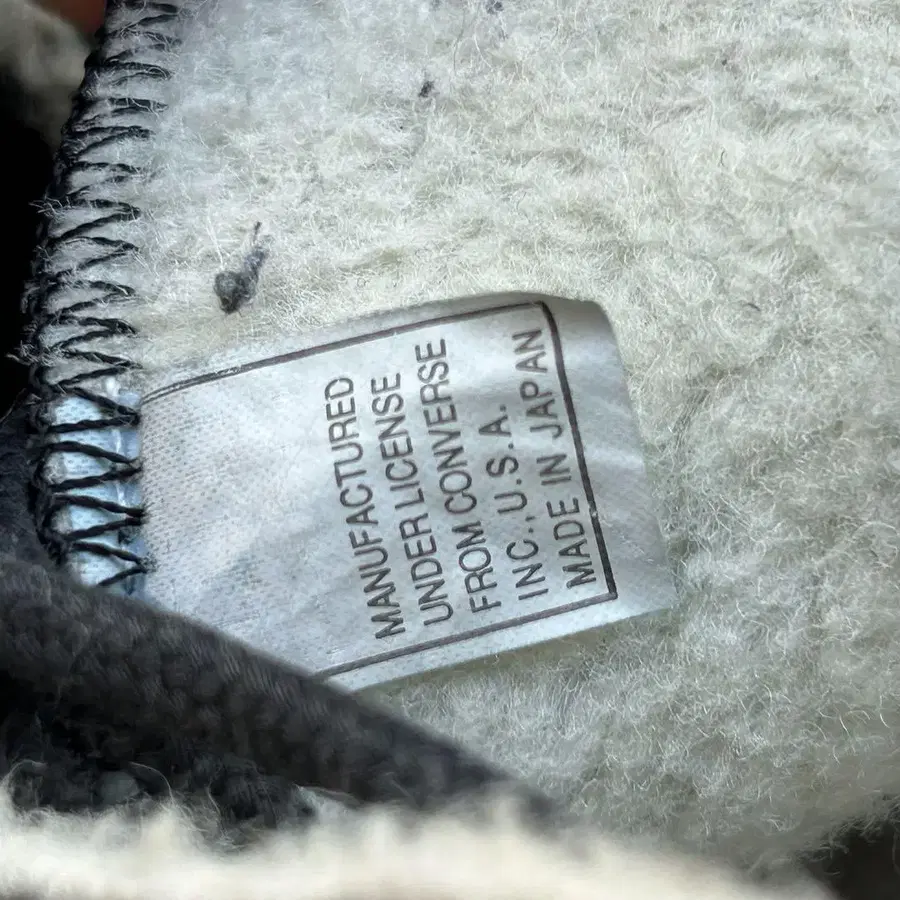 MANUFACTURED
UNDER LICENSE
FROM CONVERSE
INC., U.S.A.
MADE IN JAPAN